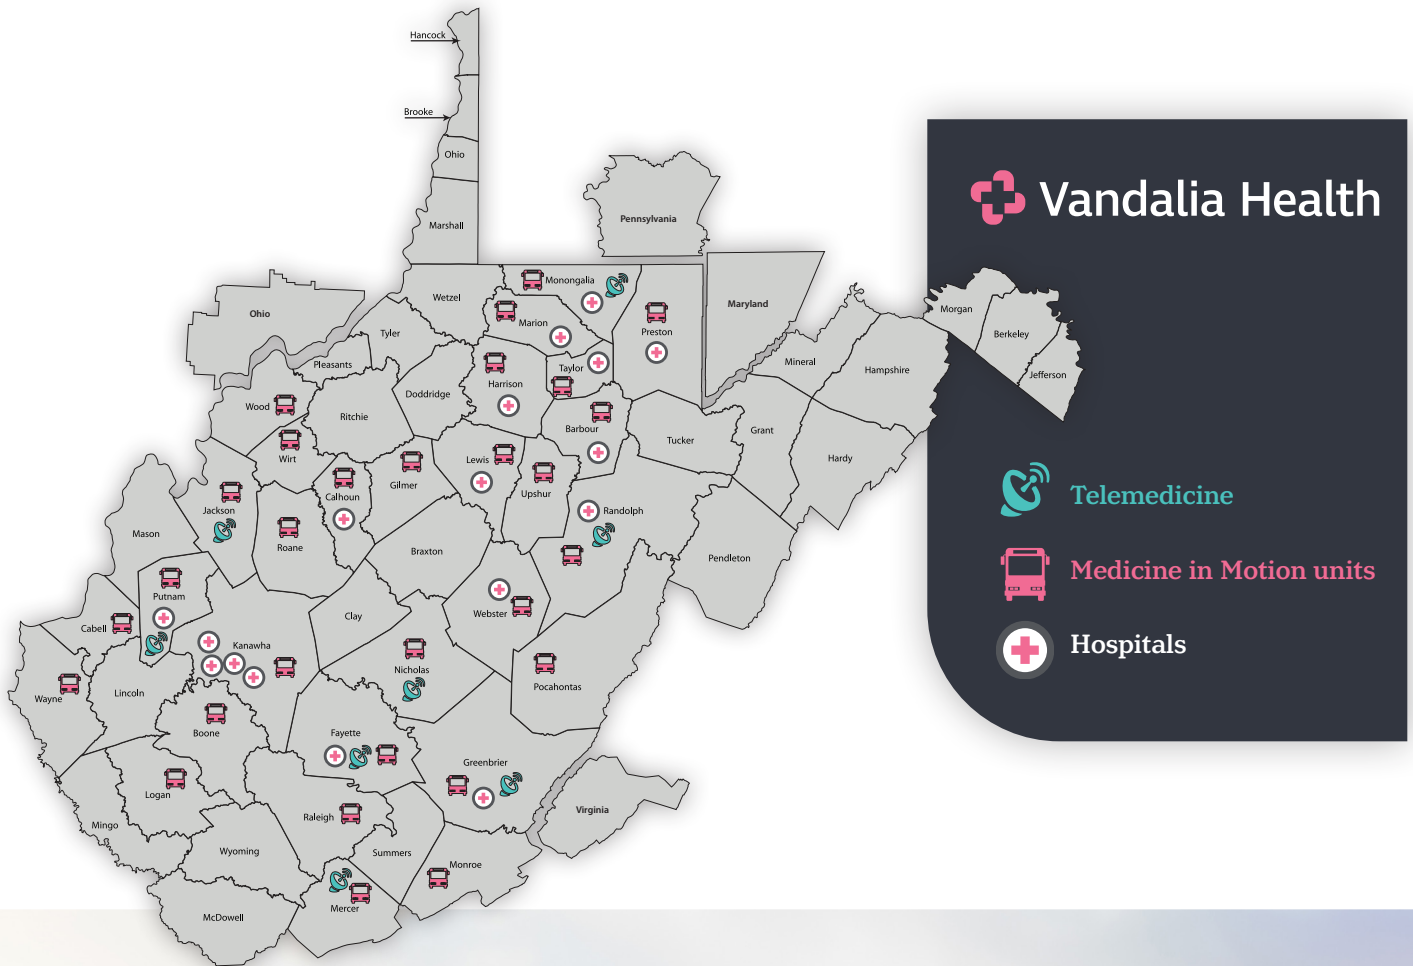 Hancock
Brooke
Ohio
Marshall
Pennsylvania
Vandalia Health
Wetzel
Monongalia
Marion
Preston
Maryland
Morgan
Berkeley
Jefferson
Ohio
Tyler
Pleasants
Taylor
Mineral
Hampshire
Harrison
Doddridge
Wood
Ritchie
Barbour
Tucker
Grant
Hardy
Wirt
Lewis
Gilmer
Calhoun
Upshur
Telemedicine
Jackson
Randolph
Mason
Roane
Braxton
Pendleton
Medicine in Motion units
Putnam
Webster
Clay
Cabell
Kanawha
Hospitals
Nicholas
Pocahontas
Lincoln
Wayne
Boone
Fayette
Greenbrier
Logan
Virginia
Raleigh
Mingo
Wyoming
Summers
Monroe
Mercer
McDowell